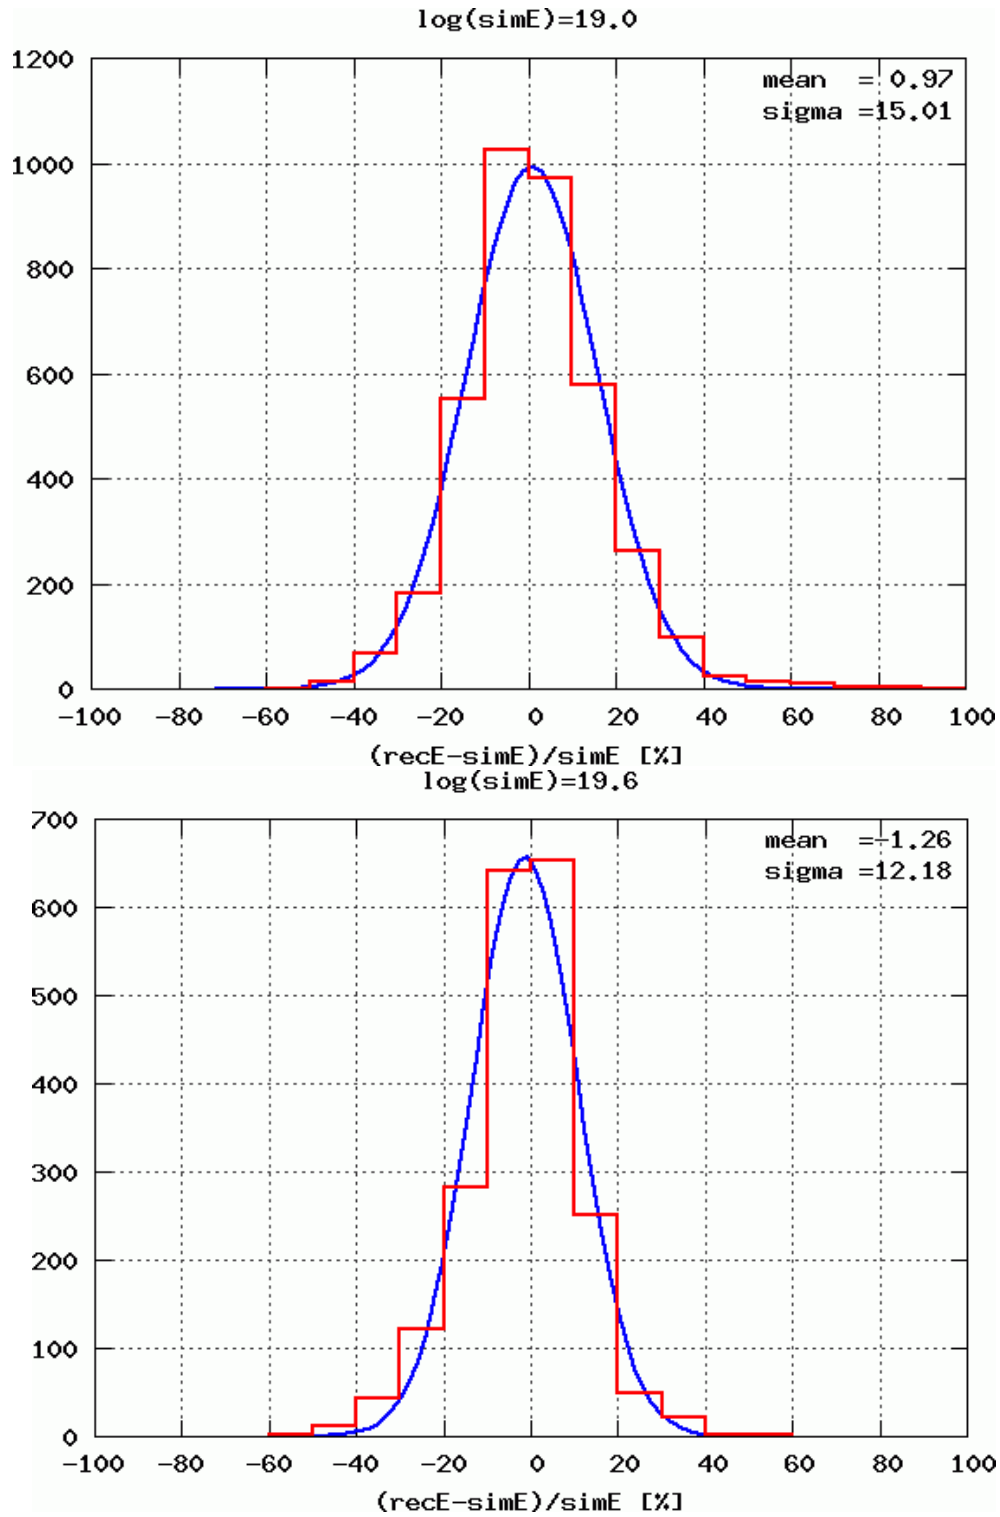 log(simE)=19.0
1200
mean = 0.97
sigma =15.01
1000
800
600
400
200
0
-100 -80 -60 -40 -20 0 20 40 60 80 100
(recE-simE)/simE [%]
log(simE)=19.6
700
mean =-1.26
sigma =12.18
600
500
400
300
200
100
0
-100 -80 -60 -40 -20 0 20 40 60 80 100
(recE-simE)/simE [%]